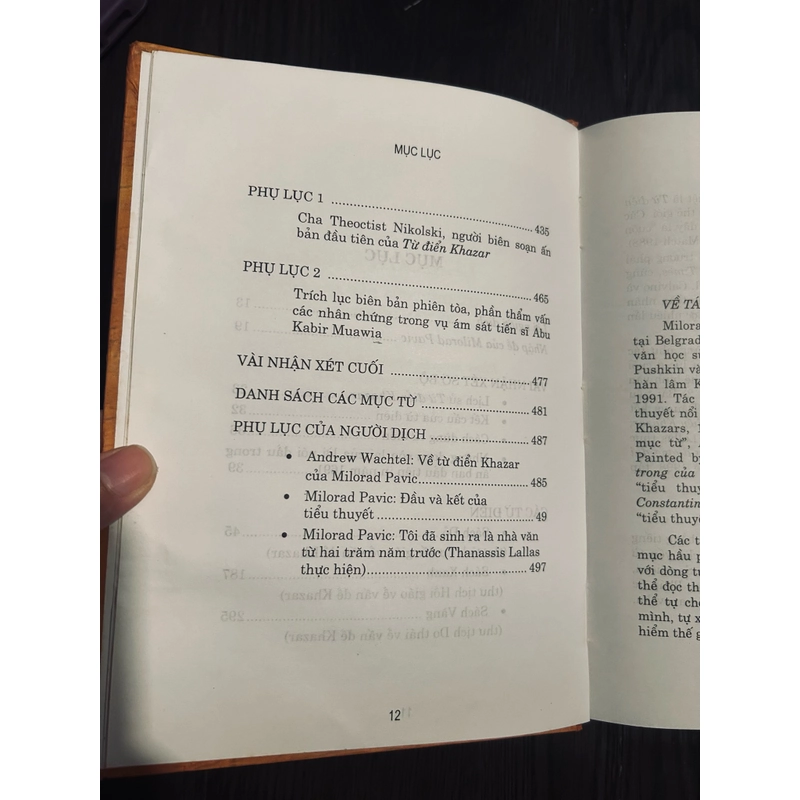 MỤC LỤC
PHỤ LỤC 1 .......... 435
Cha Theoctist Nikolski, người biên soạn ấn
bản đầu tiên của Từ điển Khazar
PHỤ LỤC 2 .......... 465
Trích lục biên bản phiên tòa, phần thẩm vấn
các nhân chứng trong vụ ám sát tiến sĩ Abu
Kabir Muawia
VÀI NHẬN XÉT CUỐI .......... 477
DANH SÁCH CÁC MỤC TỪ .......... 481
PHỤ LỤC CỦA NGƯỜI DỊCH .......... 487
• Andrew Wachtel: Về từ điển Khazar
của Milorad Pavic .......... 485
• Milorad Pavic: Đầu và kết của
tiểu thuyết .......... 49
• Milorad Pavic: Tôi đã sinh ra là nhà văn
từ hai trăm năm trước (Thanassis Lallas
thực hiện) .......... 497
12
VỀ TÁ
Milorad
tại Belgrad
văn học sử
Pushkin và
hàn lâm K
1991. Tác
thuyết nổi
Khazars, 1
mục từ",
Painted by
trong của
"tiểu thuy
Constantin
"tiểu thuyế
Các t
mục hầu p
với dòng tư
thể đọc th
thể tự chọ
mình, tự x
hiểm thế g